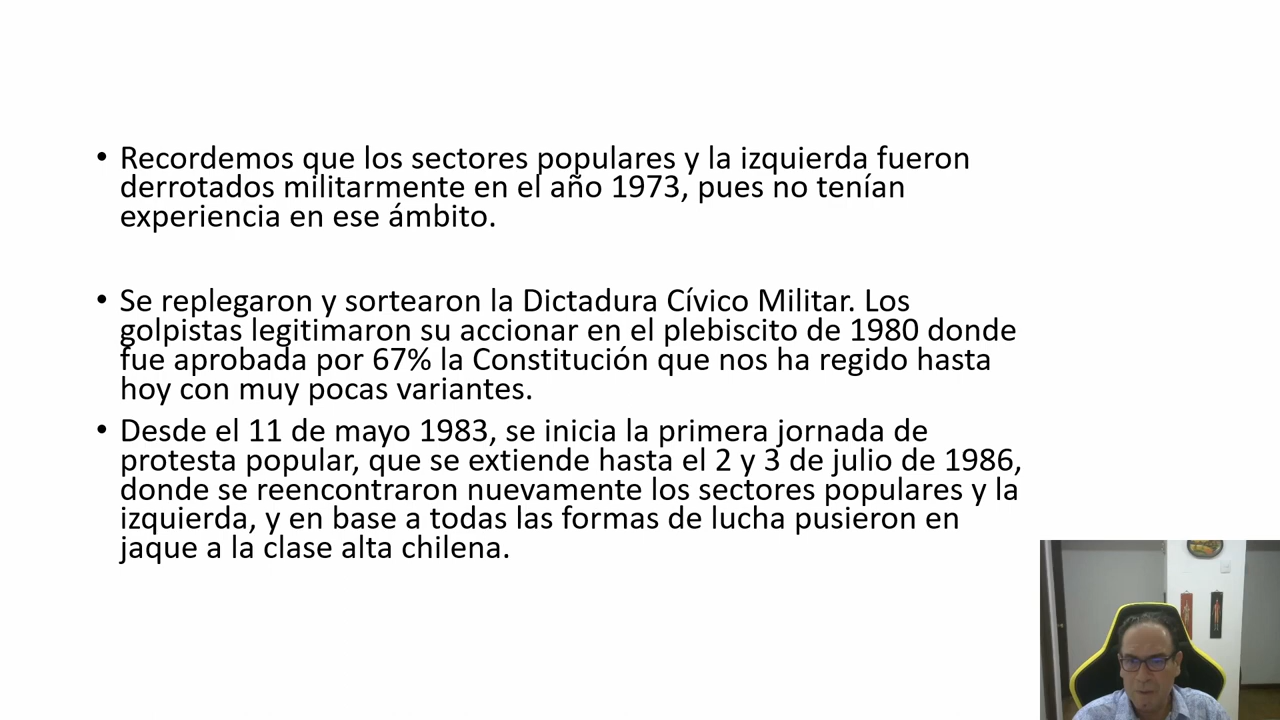 • Recordemos que los sectores populares y la izquierda fueron
derrotados militarmente en el año 1973, pues no tenían
experiencia en ese ámbito.
• Se replegaron y sortearon la Dictadura Cívico Militar. Los
golpistas legitimaron su accionar en el plebiscito de 1980 donde
fue aprobada por 67% la Constitución que nos ha regido hasta
hoy con muy pocas variantes.
• Desde el 11 de mayo 1983, se inicia la primera jornada de
protesta popular, que se extiende hasta el 2 y 3 de julio de 1986,
donde se reencontraron nuevamente los sectores populares y la
izquierda, y en base a todas las formas de lucha pusieron en
jaque a la clase alta chilena.